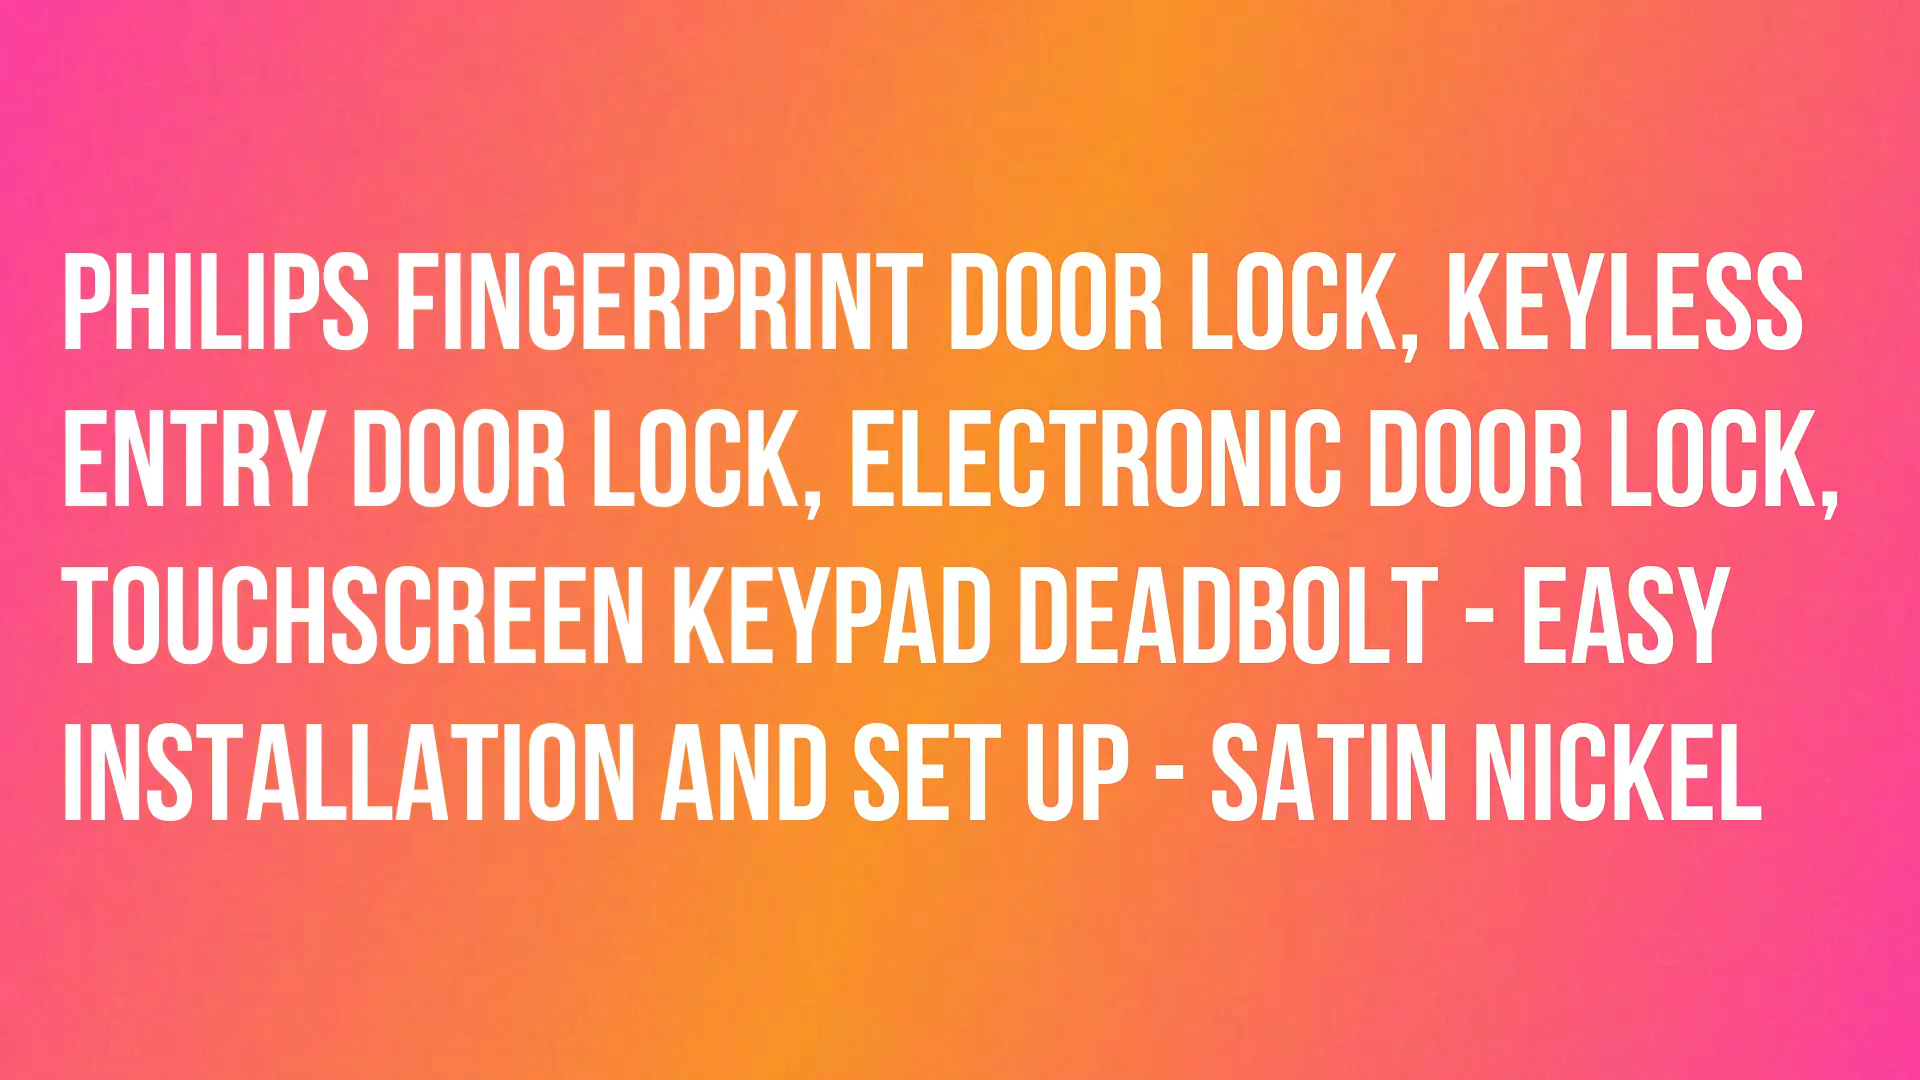 PHILIPS FINGERPRINT DOOR LOCK, KEYLESS
ENTRY DOOR LOCK, ELECTRONIC DOOR LOCK,
TOUCHSCREEN KEYPAD DEADBOLT - EASY
INSTALLATION AND SET UP - SATIN NICKEL